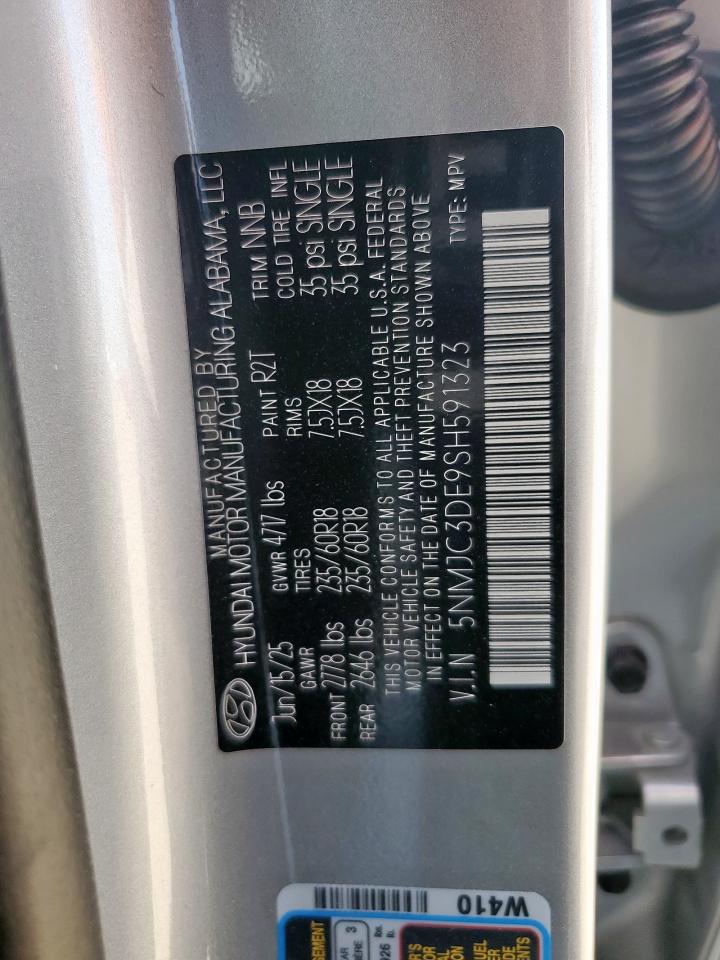 MANUFACTURED BY
HYUNDAI MOTOR MANUFACTURING ALABAMA, LLC
Jun/15/25 GVWR 4717 lbs PAINT R2T TRIM NNB
GAWR TIRES RIMS COLD TIRE INFL
FRONT 2778 lbs 235/60R18 7.5JX18 35 psi SINGLE
REAR 2646 lbs 235/60R18 7.5JX18 35 psi SINGLE
THIS VEHICLE CONFORMS TO ALL APPLICABLE U.S.A. FEDERAL
MOTOR VEHICLE SAFETY AND THEFT PREVENTION STANDARDS
IN EFFECT ON THE DATE OF MANUFACTURE SHOWN ABOVE
V.I.N 5NMJC3DE9SH591323 TYPE: MPV
W410
3